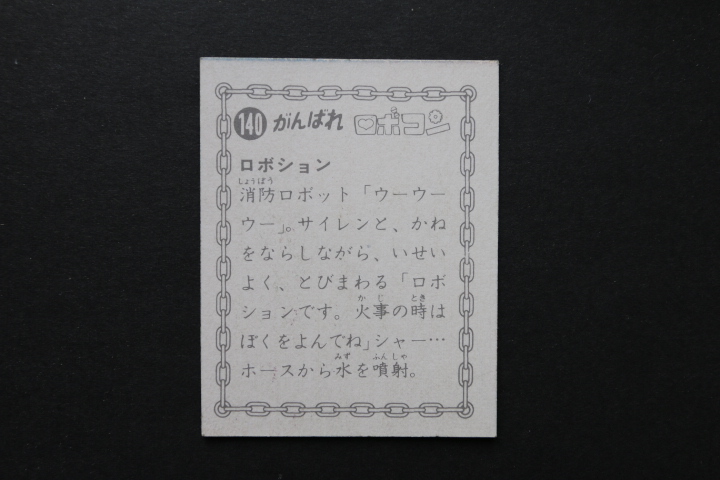 140 がんばれ ロボコン
ロボション
消防ロボット「ウーウー
ウー」。サイレンと、かね
をならしながら、いせい
よく、とびまわる「ロボ
ションです。火事の時は
ぼくをよんでね」シャー…
ホースから水を噴射。